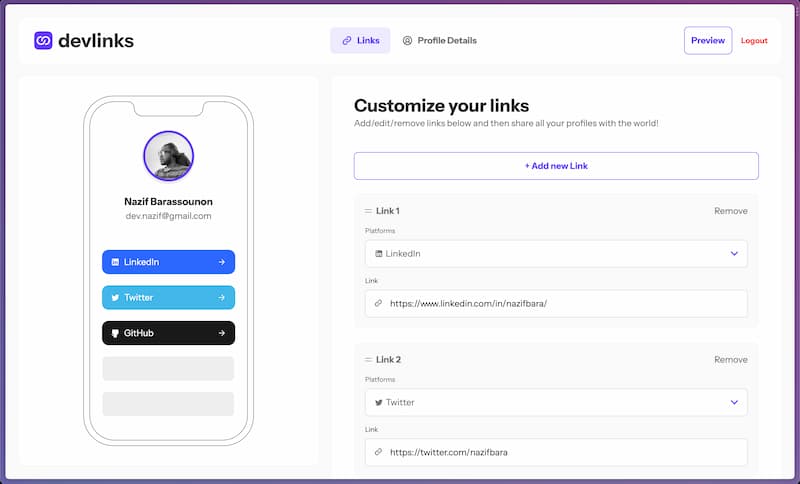 devlinks
Links
Profile Details
Preview
Logout
Nazif Barassounon
dev.nazif@gmail.com
LinkedIn
Twitter
GitHub
Customize your links
Add/edit/remove links below and then share all your profiles with the world!
+ Add new Link
Link 1
Remove
Platforms
LinkedIn
Link
https://www.linkedin.com/in/nazifbara/
Link 2
Remove
Platforms
Twitter
Link
https://twitter.com/nazifbara